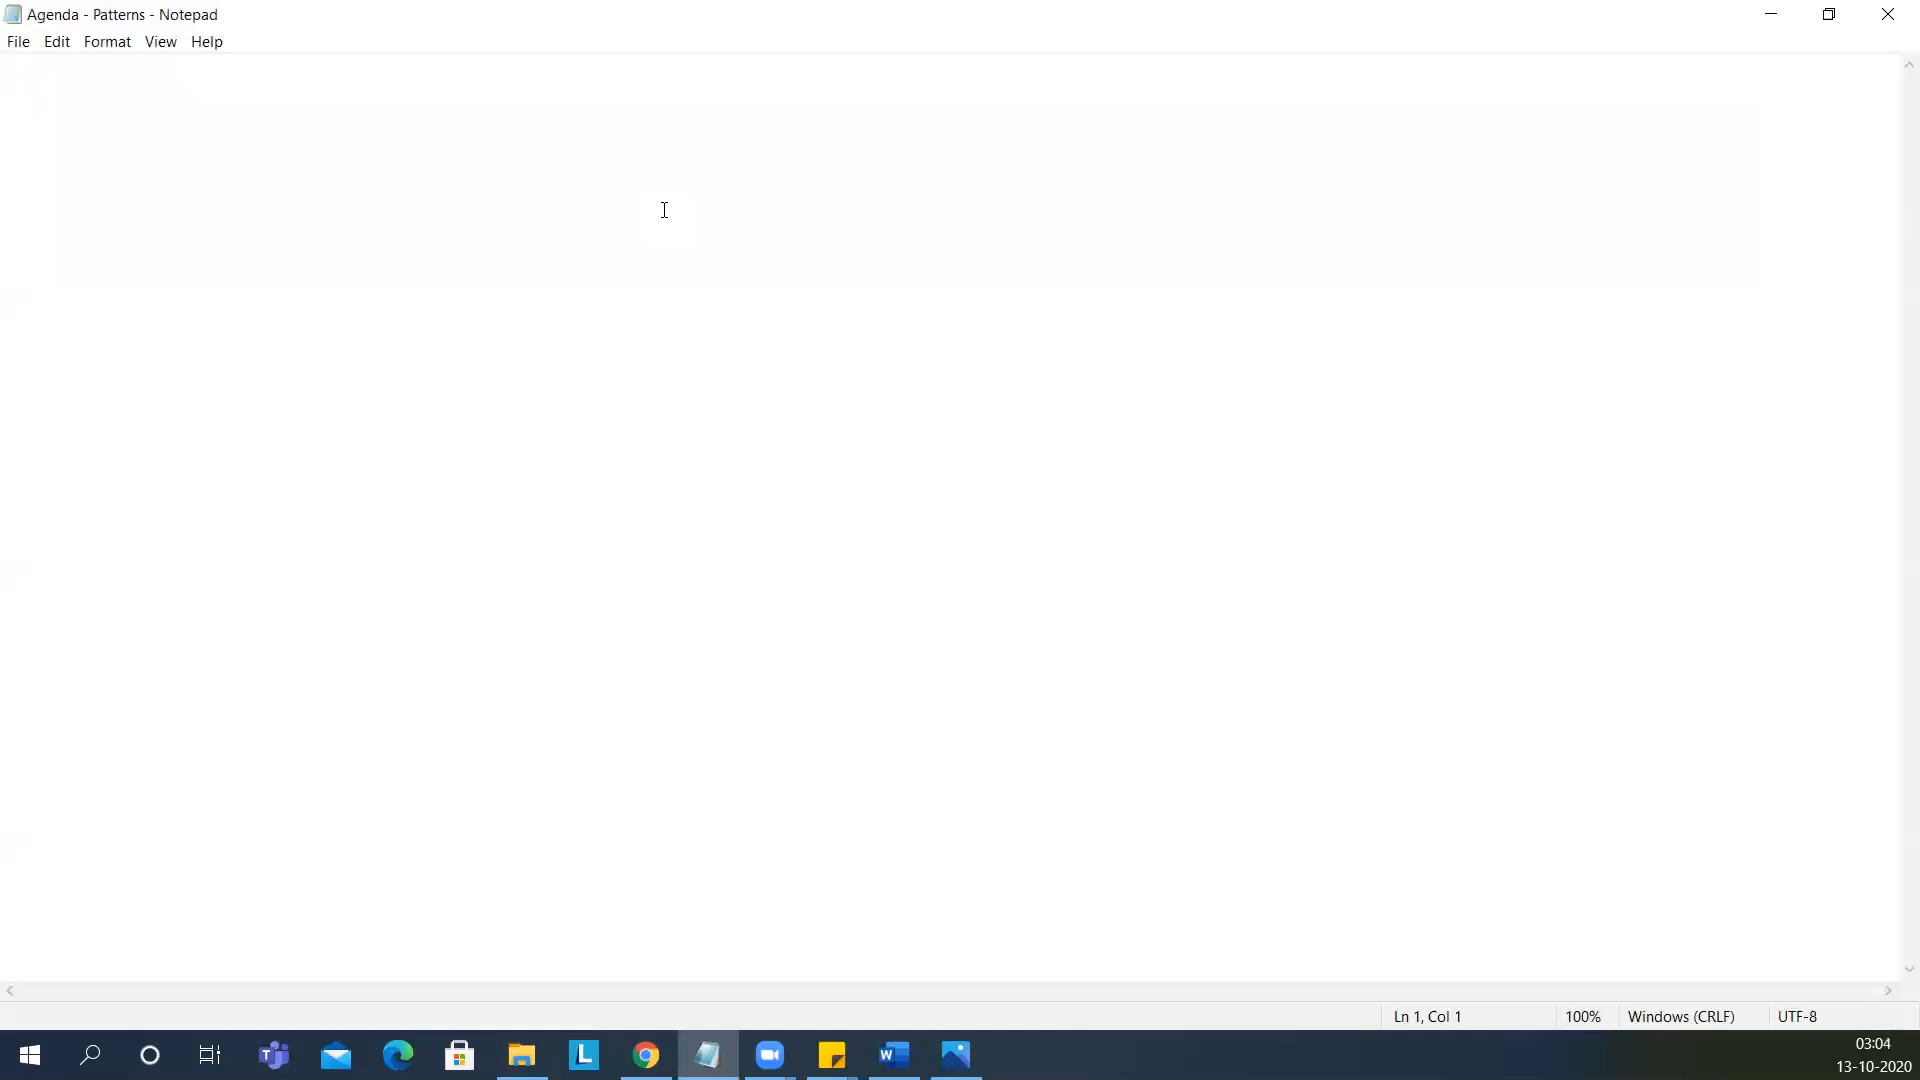 Agenda - Patterns - Notepad
File Edit Format View Help
Ln 1, Col 1 100% Windows (CRLF) UTF-8
03:04
13-10-2020